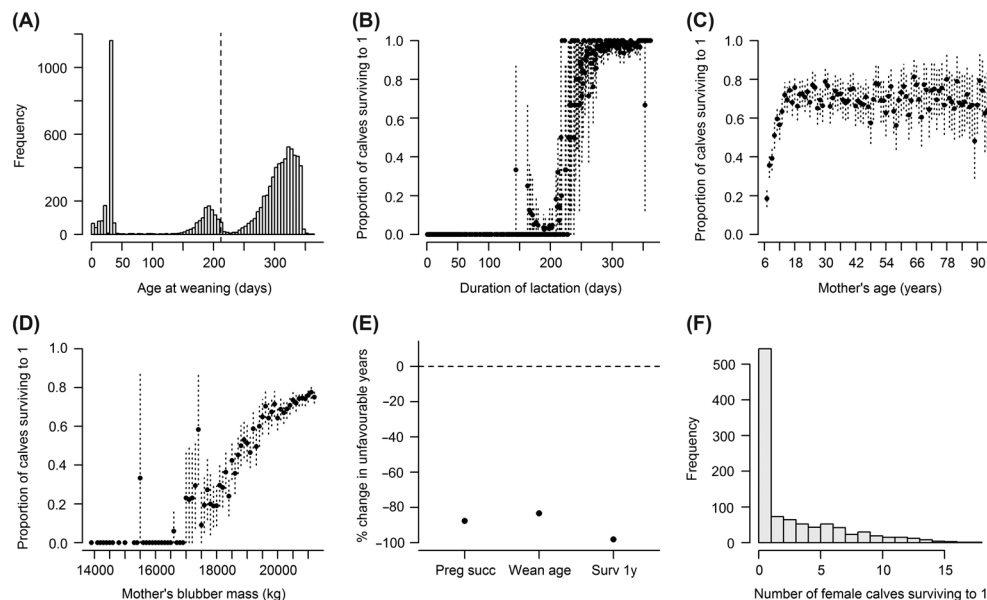 (A)
Frequency
1000
600
200
0
0 50 100 200 300
Age at weaning (days)
(B)
Proportion of calves surviving to 1
1.0
0.8
0.6
0.4
0.2
0.0
0 50 100 200 300
Duration of lactation (days)
(C)
Proportion of calves surviving to 1
1.0
0.8
0.6
0.4
0.2
0.0
6 18 30 42 54 66 78 90
Mother's age (years)
(D)
Proportion of calves surviving to 1
1.0
0.8
0.6
0.4
0.2
0.0
14000 16000 18000 20000
Mother's blubber mass (kg)
(E)
% change in unfavourable years
0
−20
−40
−60
−80
−100
Preg succ Wean age Surv 1y
(F)
Frequency
500
400
300
200
100
0
0 5 10 15
Number of female calves surviving to 1